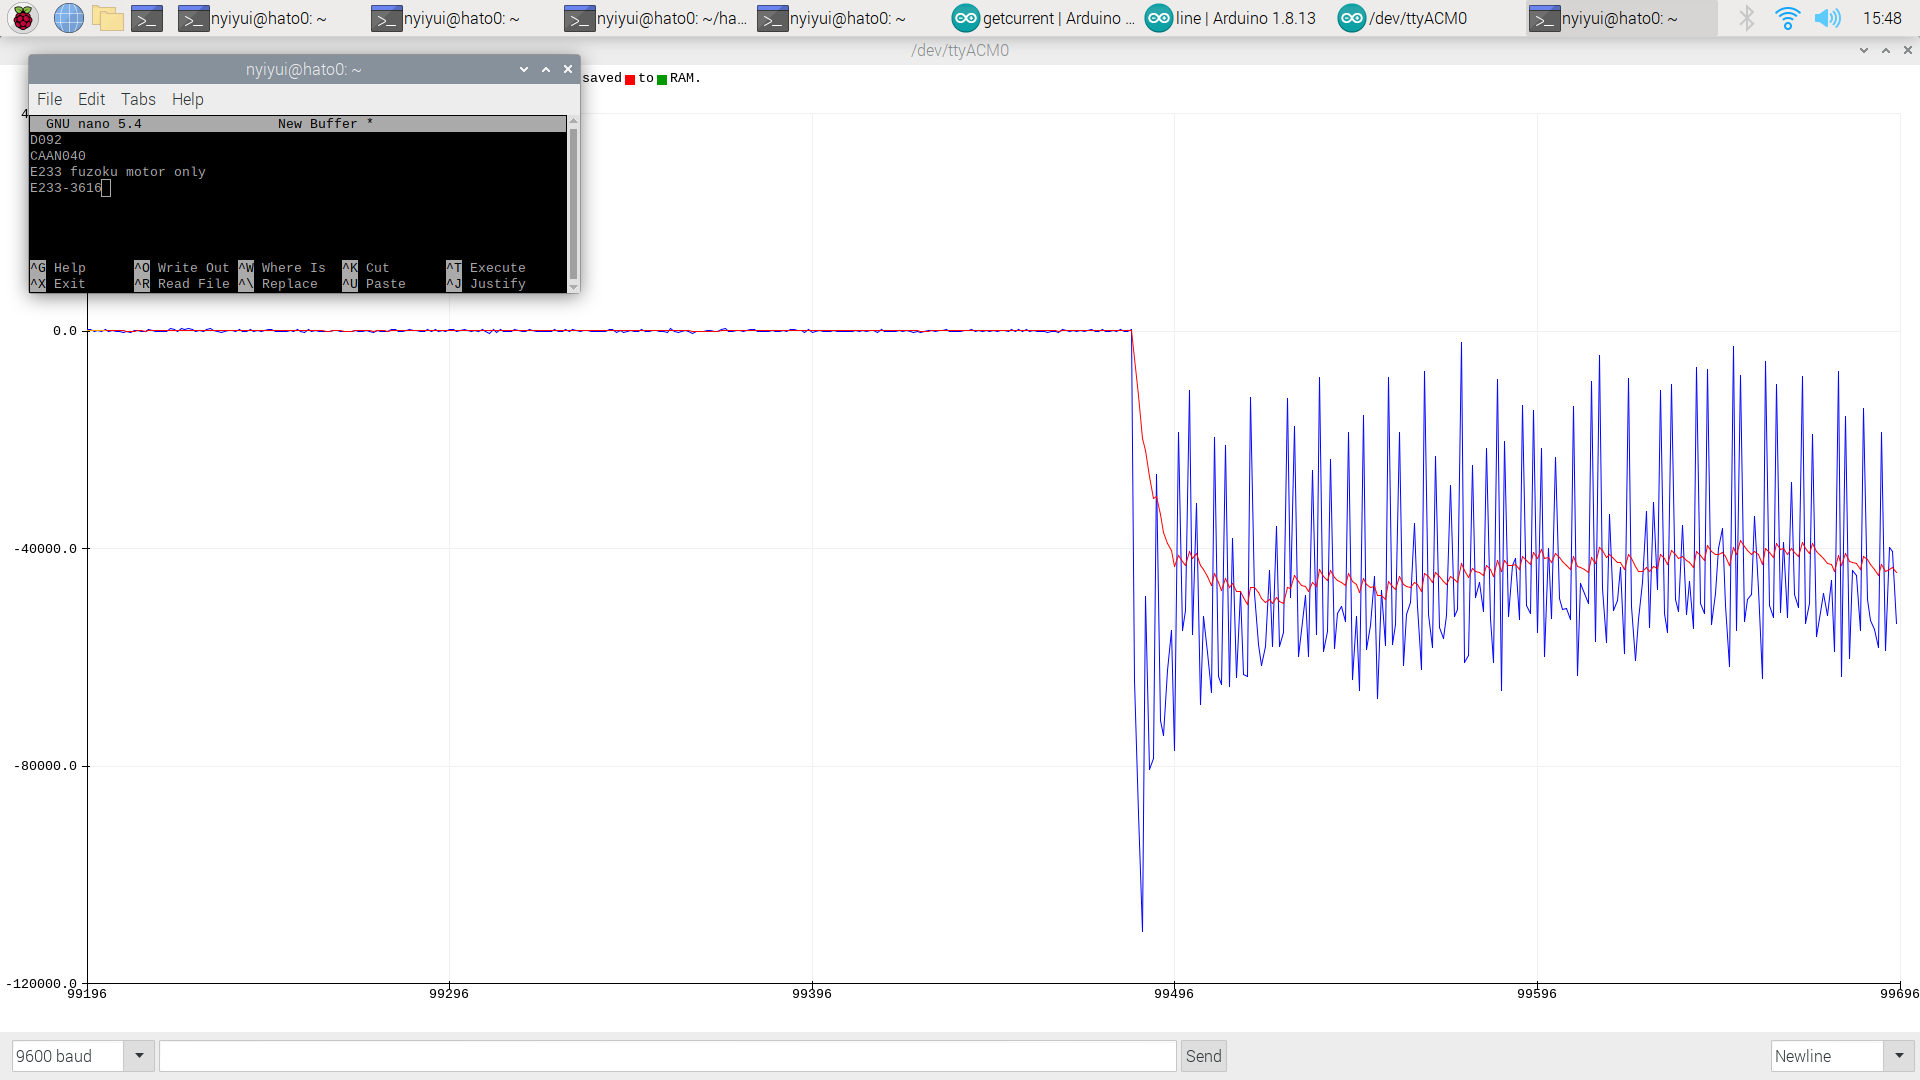 nyiyui@hato0: ~
nyiyui@hato0: ~
nyiyui@hato0: ~/ha...
nyiyui@hato0: ~
getcurrent | Arduino ...
line | Arduino 1.8.13
/dev/ttyACM0
nyiyui@hato0: ~
15:48
/dev/ttyACM0
nyiyui@hato0: ~
saved to RAM.
File Edit Tabs Help
GNU nano 5.4 New Buffer *
D092
CAAN040
E233 fuzoku motor only
E233-3616
^G Help ^O Write Out ^W Where Is ^K Cut ^T Execute
^X Exit ^R Read File ^\ Replace ^U Paste ^J Justify
4
0.0
-40000.0
-80000.0
-120000.0
99196 99296 99396 99496 99596 99696
9600 baud
Send
Newline